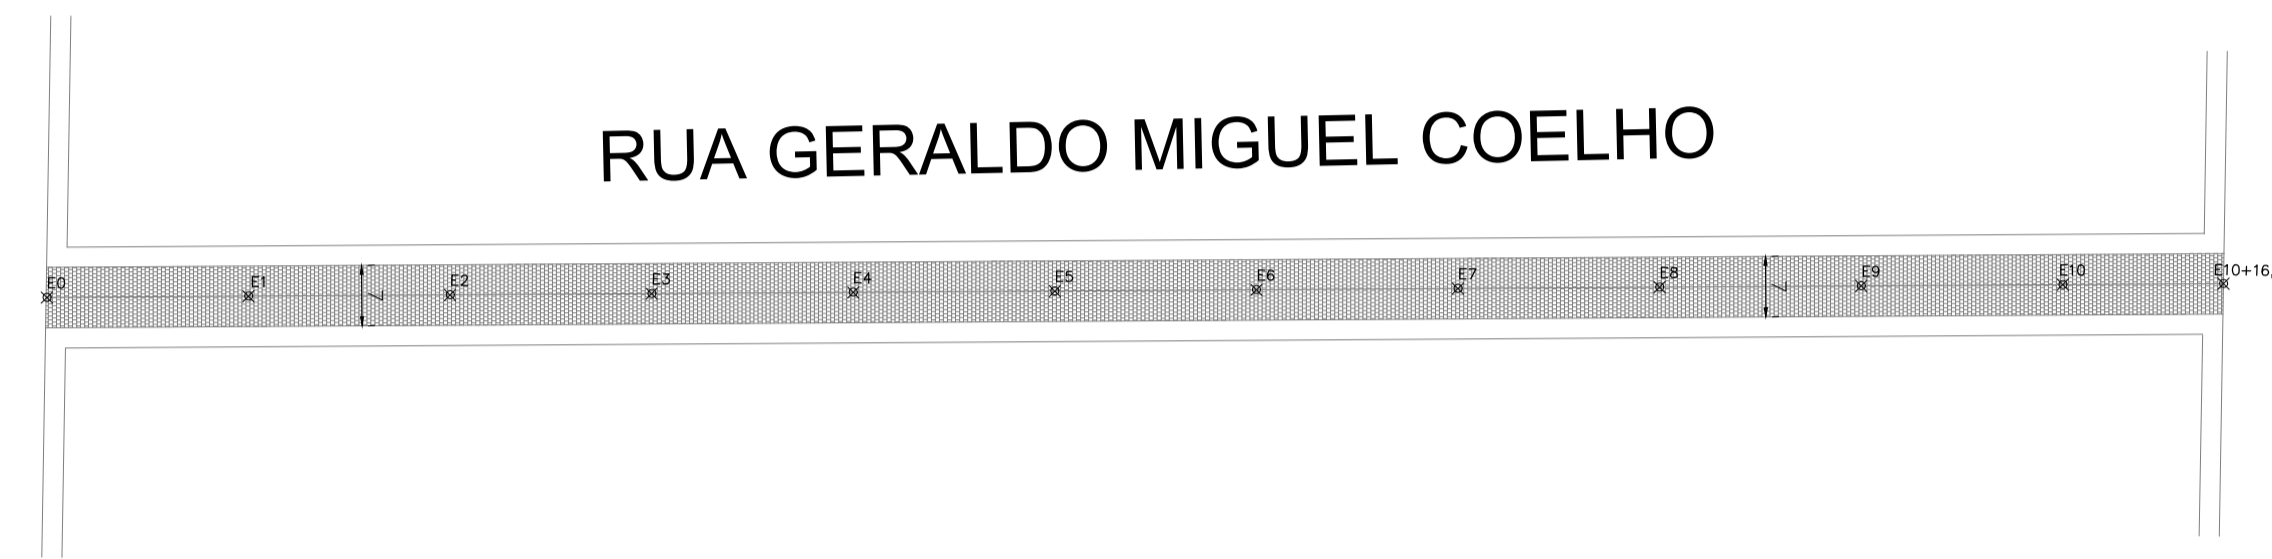 RUA GERALDO MIGUEL COELHO
E0 E1 E2 E3 E4 E5 E6 E7 E8 E9 E10 E10+16,
7 7